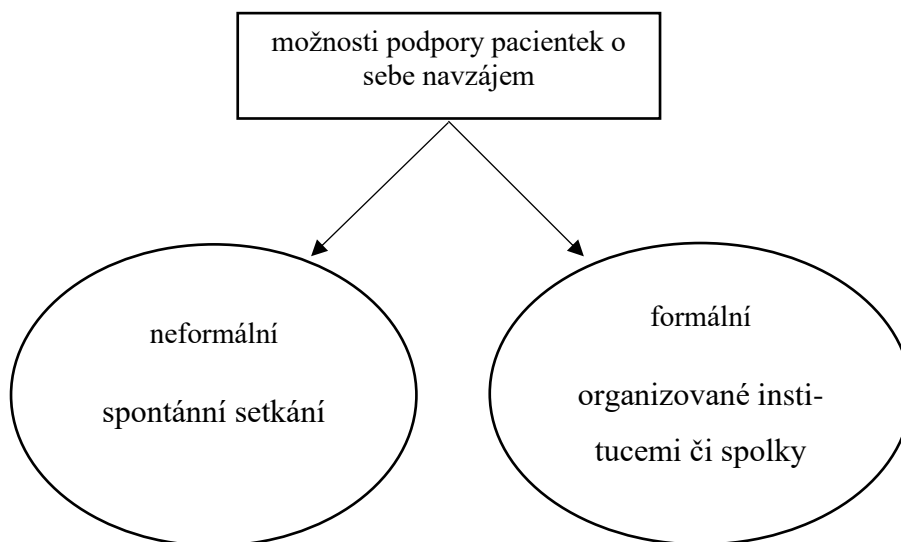 možnosti podpory pacientek o
sebe navzájem
neformální
spontánní setkání
formální
organizované insti-
tucemi či spolky